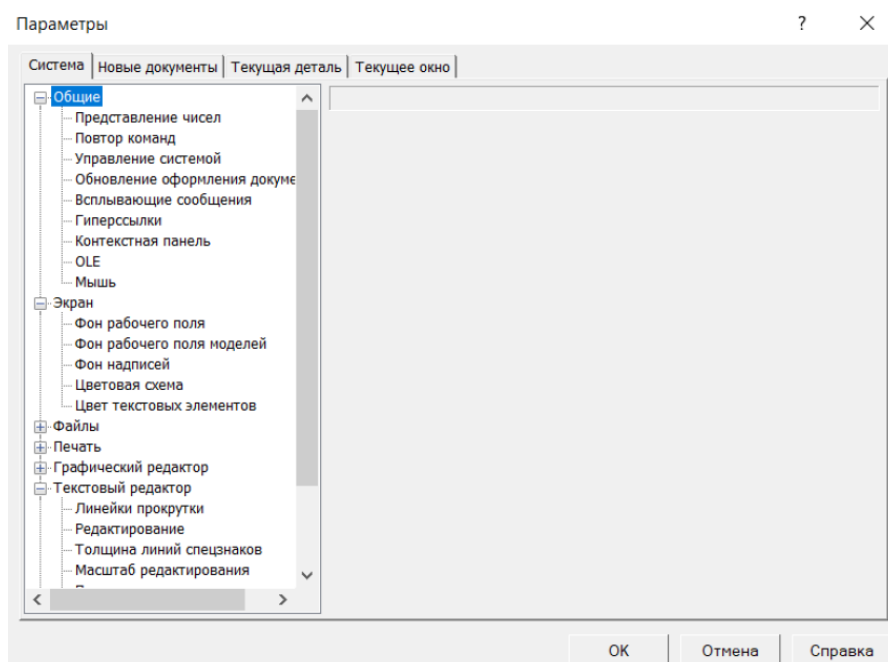 Параметры
Система Новые документы Текущая деталь Текущее окно
Общие
Представление чисел
Повтор команд
Управление системой
Обновление оформления докуме
Всплывающие сообщения
Гиперссылки
Контекстная панель
OLE
Мышь
Экран
Фон рабочего поля
Фон рабочего поля моделей
Фон надписей
Цветовая схема
Цвет текстовых элементов
Файлы
Печать
Графический редактор
Текстовый редактор
Линейки прокрутки
Редактирование
Толщина линий спецзнаков
Масштаб редактирования
OK Отмена Справка